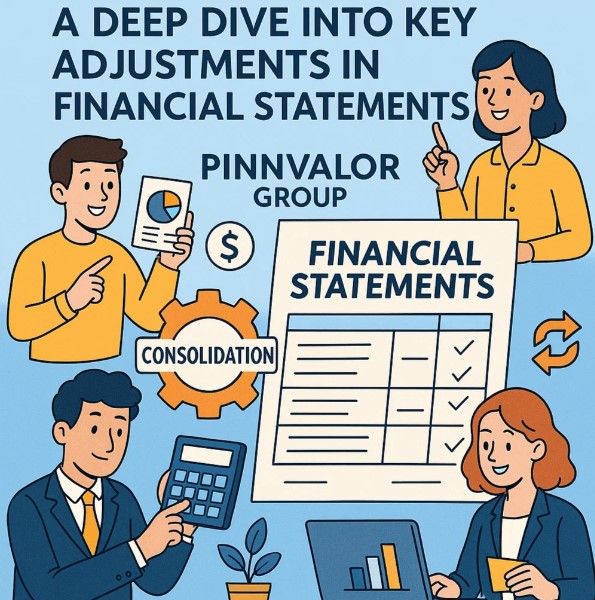 A DEEP DIVE INTO KEY
ADJUSTMENTS IN
FINANCIAL STATEMENTS
PINNVALOR
GROUP
$
FINANCIAL
STATEMENTS
CONSOLIDATION